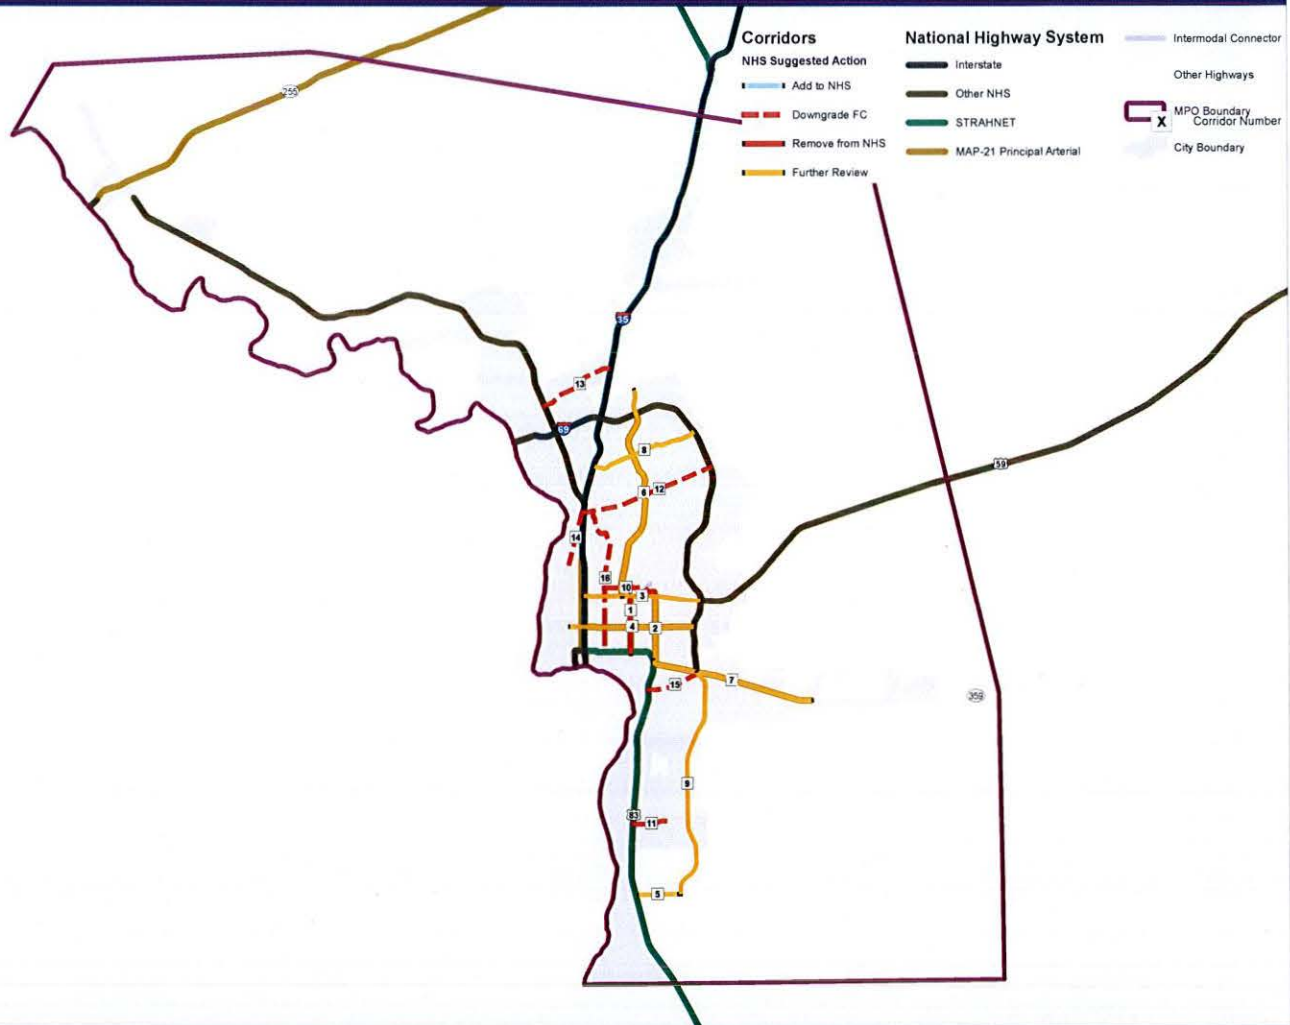 Corridors
NHS Suggested Action
Add to NHS
Downgrade FC
Remove from NHS
Further Review
National Highway System
Interstate
Other NHS
STRAHNET
MAP-21 Principal Arterial
Intermodal Connector
Other Highways
MPO Boundary
X Corridor Number
City Boundary
255
35
13
69
8
6
12
59
14
16
10
3
1
4
2
15
7
359
9
83
11
5